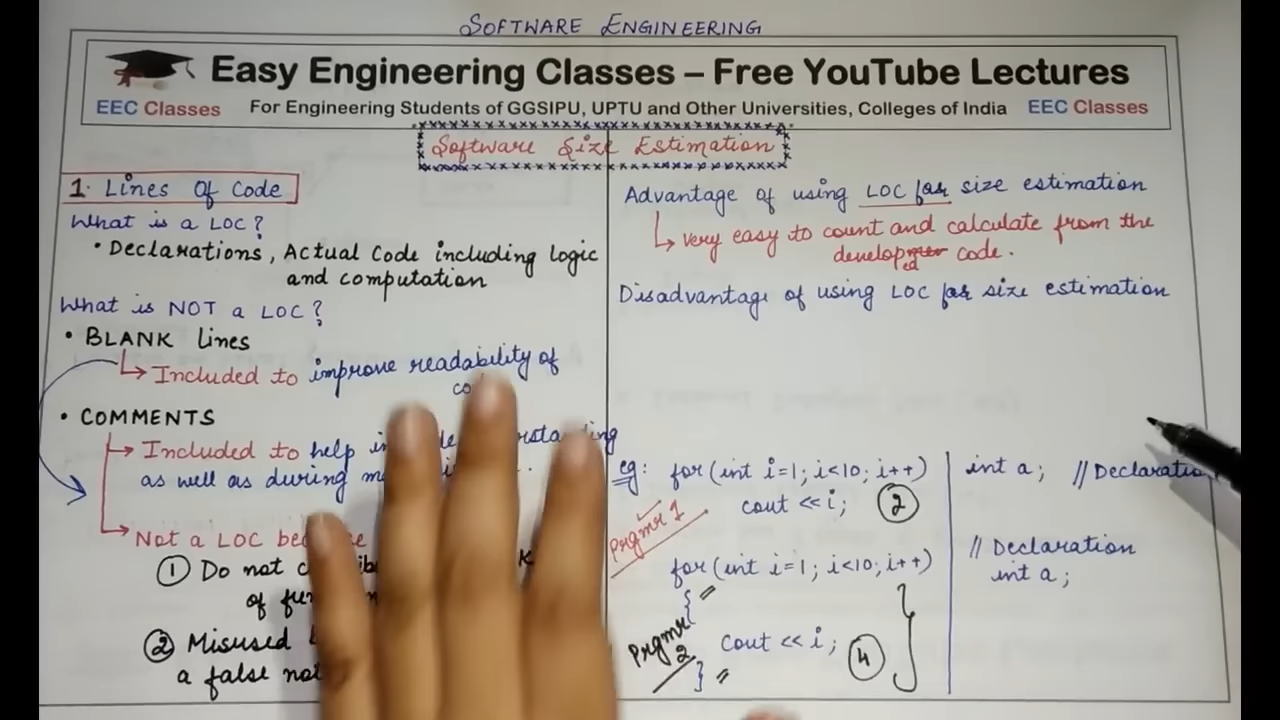 SOFTWARE ENGINEERING
Easy Engineering Classes – Free YouTube Lectures
EEC Classes For Engineering Students of GGSIPU, UPTU and Other Universities, Colleges of India EEC Classes
Software Size Estimation
1. LINES OF CODE
What is a LOC?
• Declarations, Actual Code including logic
and computation
What is NOT a LOC?
• BLANK lines
Included to improve readability of
• COMMENTS
Included to help
as well as during
Not a LOC
① Do not
of
② Misused
a false
Advantage of using LOC for size estimation
very easy to count and calculate from the
developed code.
Disadvantage of using LOC for size estimation
eg: for(int i=1; i<10; i++)
cout << i; ②
Prgmr 1
for(int i=1; i<10; i++)
{
Prgmr 2
cout << i; ④
}
int a; // Declaration
// Declaration
int a;